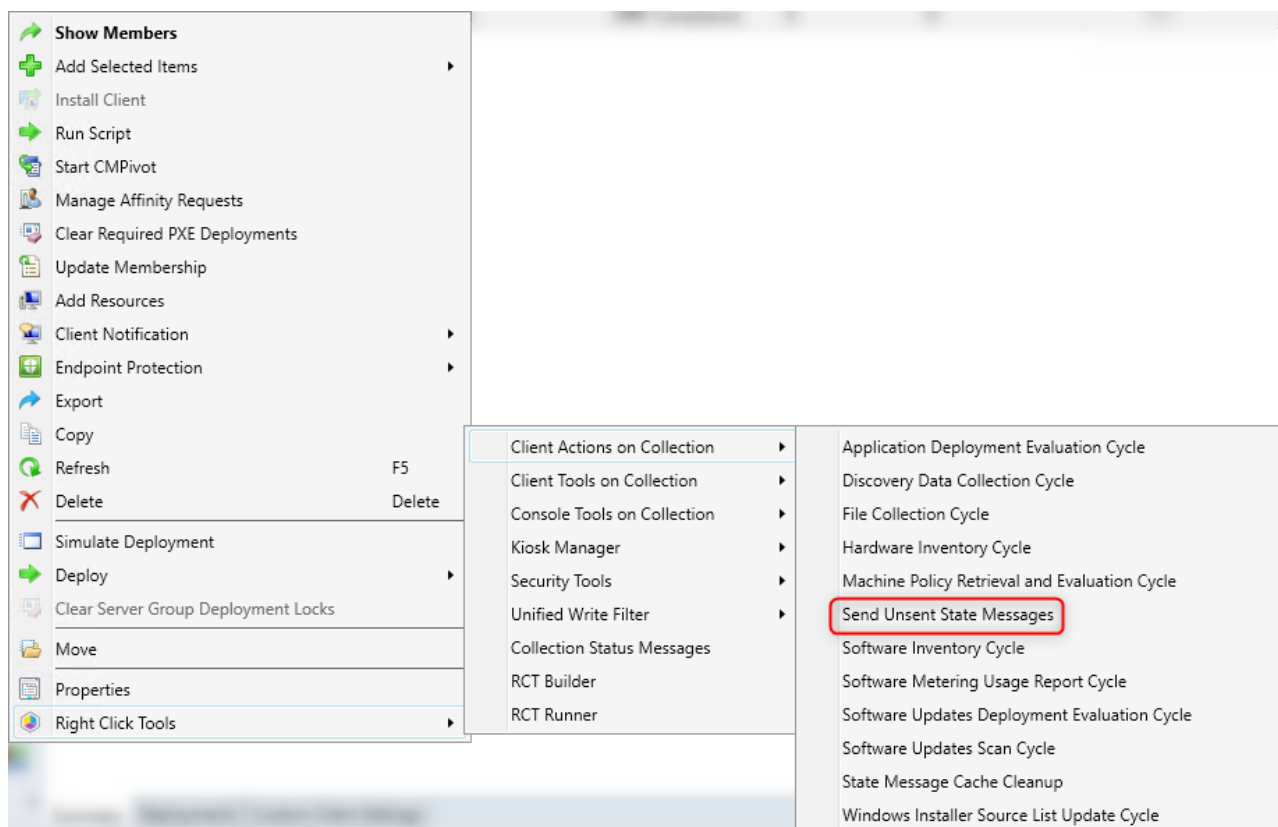 Show Members
Add Selected Items
Install Client
Run Script
Start CMPivot
Manage Affinity Requests
Clear Required PXE Deployments
Update Membership
Add Resources
Client Notification
Endpoint Protection
Export
Copy
Refresh F5
Delete Delete
Simulate Deployment
Deploy
Clear Server Group Deployment Locks
Move
Properties
Right Click Tools
Client Actions on Collection
Client Tools on Collection
Console Tools on Collection
Kiosk Manager
Security Tools
Unified Write Filter
Collection Status Messages
RCT Builder
RCT Runner
Application Deployment Evaluation Cycle
Discovery Data Collection Cycle
File Collection Cycle
Hardware Inventory Cycle
Machine Policy Retrieval and Evaluation Cycle
Send Unsent State Messages
Software Inventory Cycle
Software Metering Usage Report Cycle
Software Updates Deployment Evaluation Cycle
Software Updates Scan Cycle
State Message Cache Cleanup
Windows Installer Source List Update Cycle